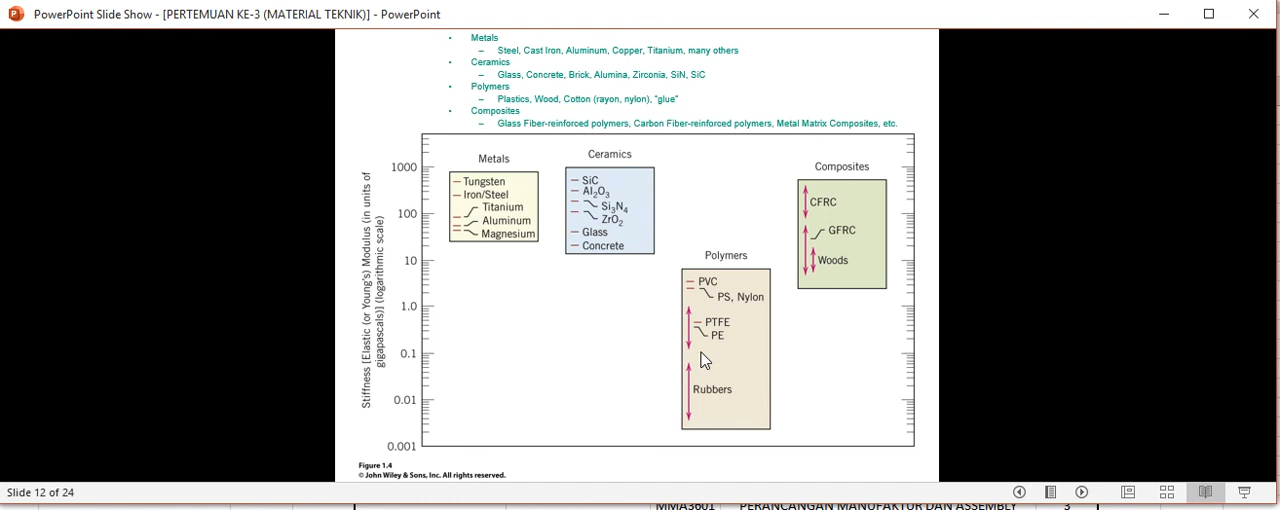 PowerPoint Slide Show - [PERTEMUAN KE-3 (MATERIAL TEKNIK)] - PowerPoint
• Metals
– Steel, Cast Iron, Aluminum, Copper, Titanium, many others
• Ceramics
– Glass, Concrete, Brick, Alumina, Zirconia, SiN, SiC
• Polymers
– Plastics, Wood, Cotton (rayon, nylon), "glue"
• Composites
– Glass Fiber-reinforced polymers, Carbon Fiber-reinforced polymers, Metal Matrix Composites, etc.
Stiffness [Elastic (or Young's) Modulus (in units of
gigapascals)] (logarithmic scale)
1000
100
10
1.0
0.1
0.01
0.001
Metals
Tungsten
Iron/Steel
Titanium
Aluminum
Magnesium
Ceramics
SiC
Al₂O₃
Si₃N₄
ZrO₂
Glass
Concrete
Polymers
PVC
PS, Nylon
PTFE
PE
Rubbers
Composites
CFRC
GFRC
Woods
Figure 1.4
© John Wiley & Sons, Inc. All rights reserved.
Slide 12 of 24
MMA3601 PERANCANGAN MANUFAKTUR DAN ASSEMBLY 3